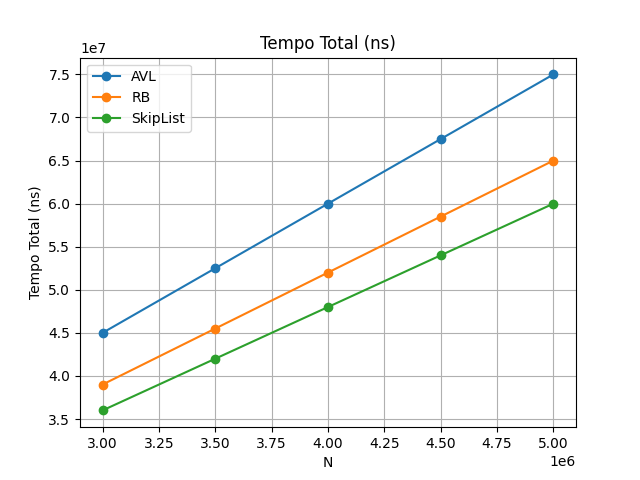 Tempo Total (ns)
1e7
AVL
RB
SkipList
7.5
7.0
6.5
6.0
5.5
5.0
4.5
4.0
3.5
Tempo Total (ns)
3.00 3.25 3.50 3.75 4.00 4.25 4.50 4.75 5.00
N
1e6